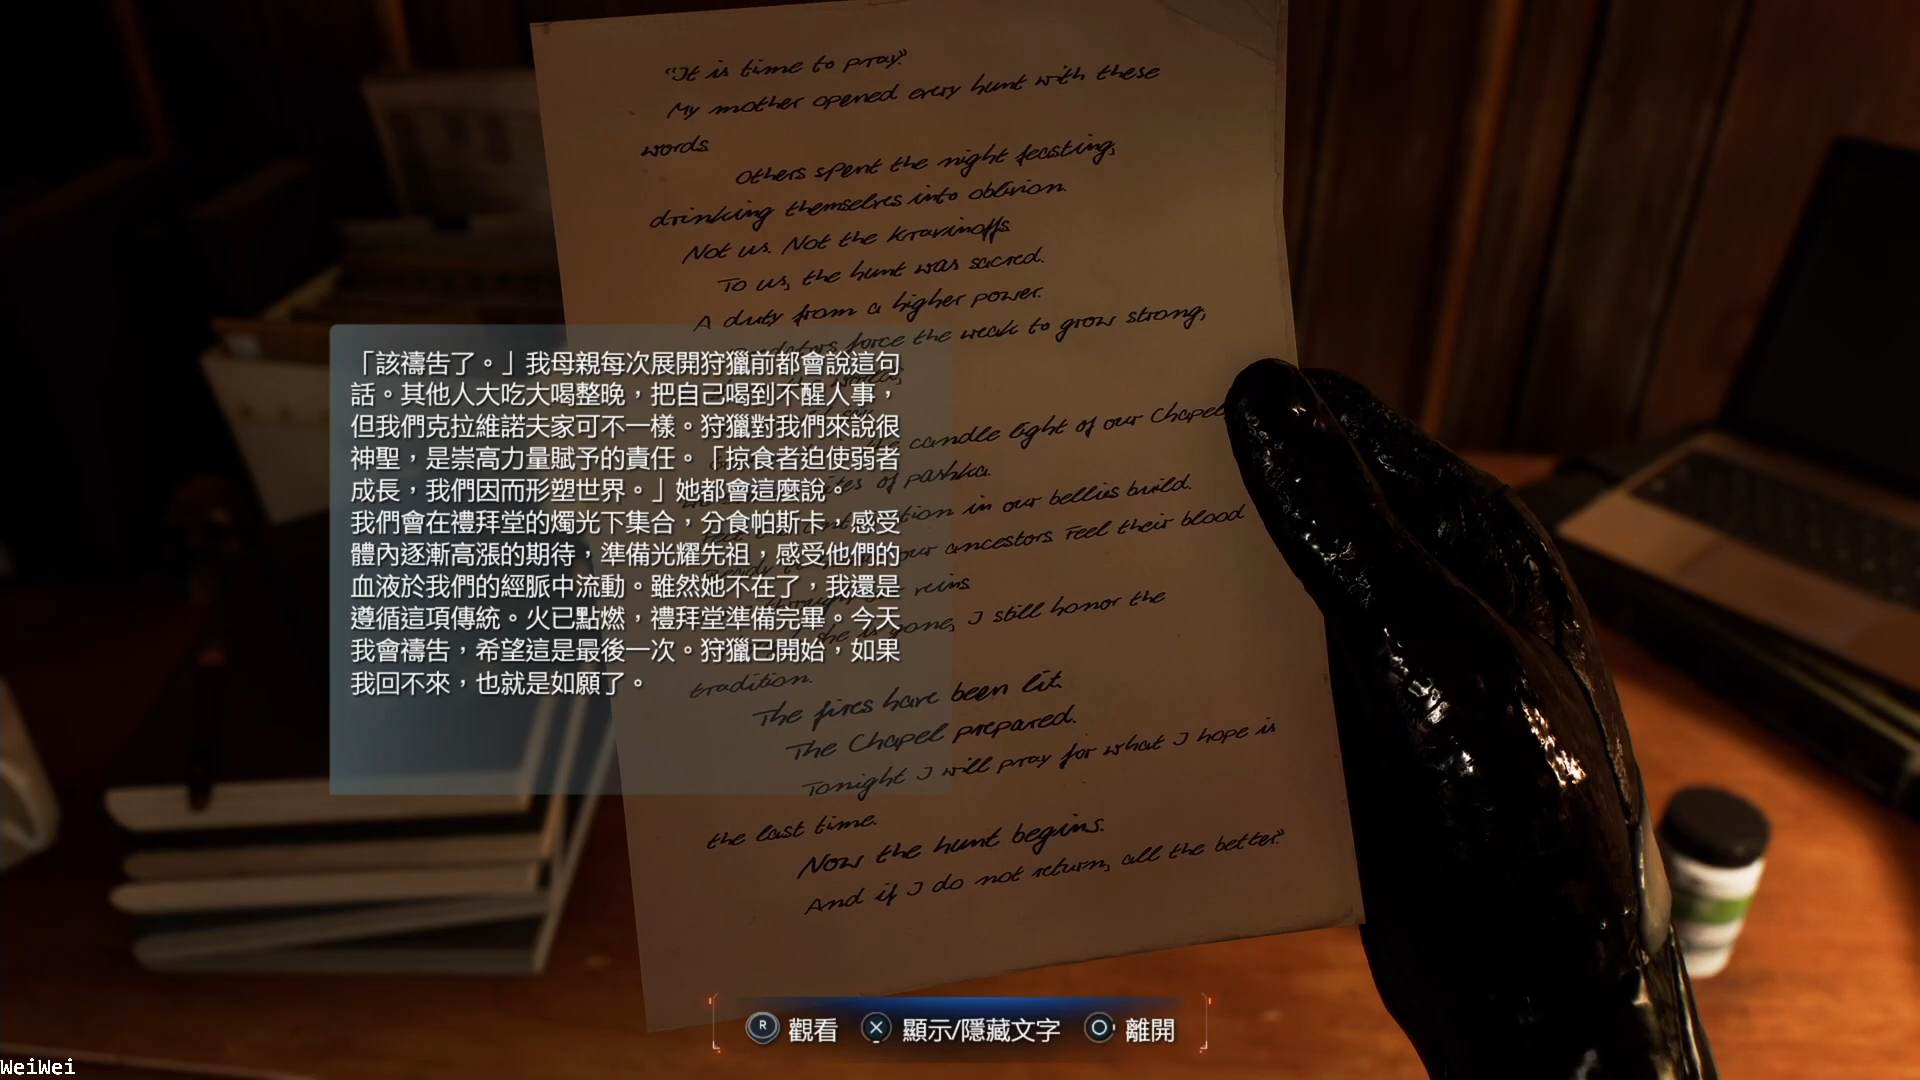 “It is time to pray.”
My mother opened every hunt with these
words
Others spent the night feasting,
drinking themselves into oblivion.
Not us. Not the Kravinoffs
To us, the hunt was sacred.
A duty from a higher power.
force the weak to grow strong,
candle light of our Chapel
of pashka.
in our bellies build.
our ancestors. Feel their blood
veins
she is gone, I still honor the
tradition.
The fires have been lit.
The Chapel prepared.
Tonight I will pray for what I hope is
the last time.
Now the hunt begins.
And if I do not return, all the better.”
「該禱告了。」我母親每次展開狩獵前都會說這句
話。其他人大吃大喝整晚，把自己喝到不醒人事，
但我們克拉維諾夫家可不一樣。狩獵對我們來說很
神聖，是崇高力量賦予的責任。「掠食者迫使弱者
成長，我們因而形塑世界。」她都會這麼說。
我們會在禮拜堂的燭光下集合，分食帕斯卡，感受
體內逐漸高漲的期待，準備光耀先祖，感受他們的
血液於我們的經脈中流動。雖然她不在了，我還是
遵循這項傳統。火已點燃，禮拜堂準備完畢。今天
我會禱告，希望這是最後一次。狩獵已開始，如果
我回不來，也就是如願了。
R 觀看 顯示/隱藏文字 離開
WeiWei